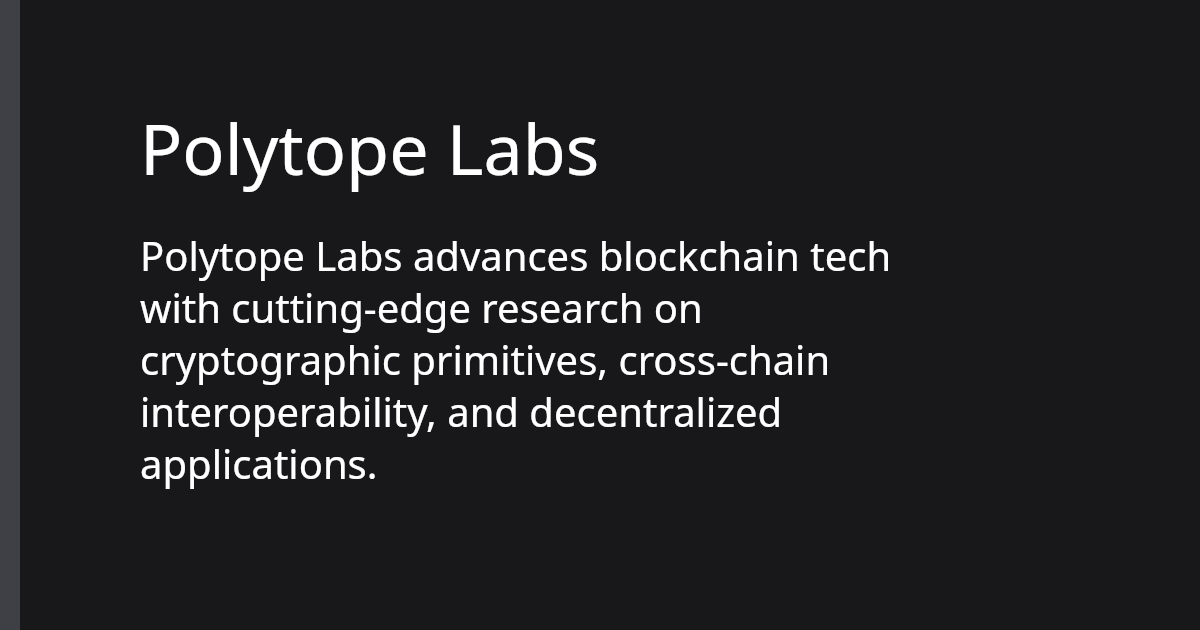 Polytope Labs
Polytope Labs advances blockchain tech
with cutting-edge research on
cryptographic primitives, cross-chain
interoperability, and decentralized
applications.